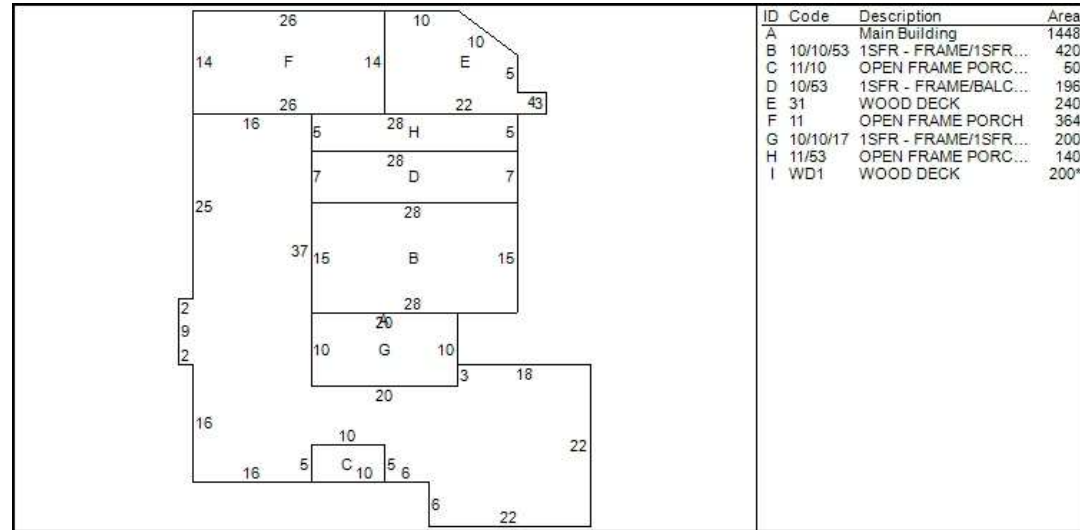 26
10
10
14
F
14
E
5
26
22
43
16
28
H
5
5
28
7
D
7
25
28
37
15
B
15
2
28
A
20
9
10
G
10
2
3
18
20
16
10
22
5
C
5
16
10
6
6
22
ID Code Description Area
A Main Building 1448
B 10/10/53 1SFR - FRAME/1SFR... 420
C 11/10 OPEN FRAME PORC... 50
D 10/53 1SFR - FRAME/BALC... 196
E 31 WOOD DECK 240
F 11 OPEN FRAME PORCH 364
G 10/10/17 1SFR - FRAME/1SFR... 200
H 11/53 OPEN FRAME PORC... 140
I WD1 WOOD DECK 200*